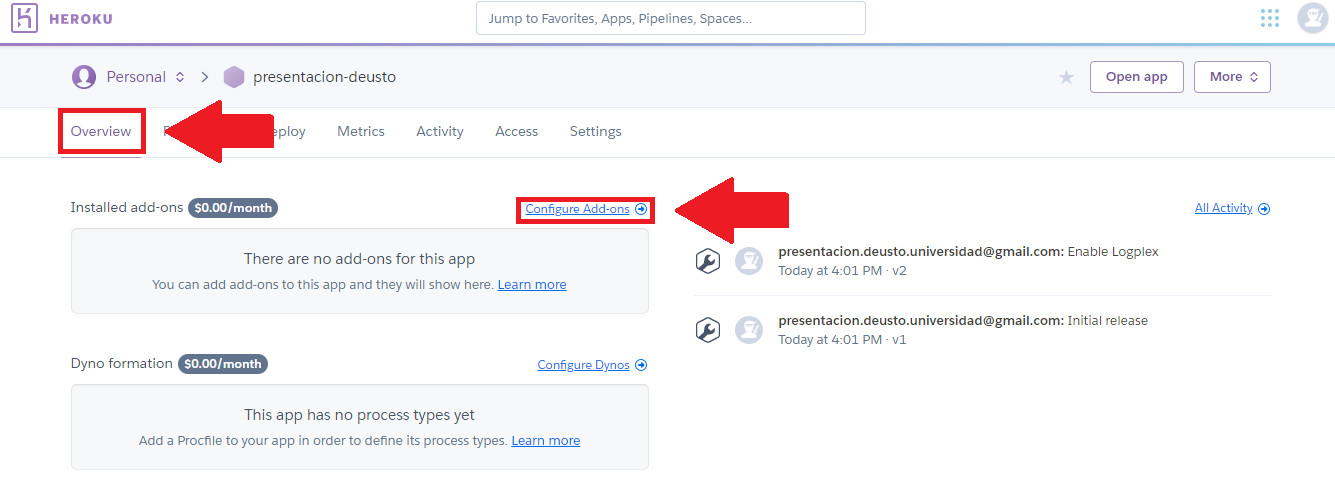 HEROKU
Jump to Favorites, Apps, Pipelines, Spaces...
Personal
presentacion-deusto
Open app
More
Overview Metrics Activity Access Settings
Installed add-ons $0.00/month
Configure Add-ons
There are no add-ons for this app
You can add add-ons to this app and they will show here. Learn more
Dyno formation $0.00/month
Configure Dynos
This app has no process types yet
Add a Procfile to your app in order to define its process types. Learn more
All Activity
presentacion.deusto.universidad@gmail.com: Enable Logplex
Today at 4:01 PM · v2
presentacion.deusto.universidad@gmail.com: Initial release
Today at 4:01 PM · v1